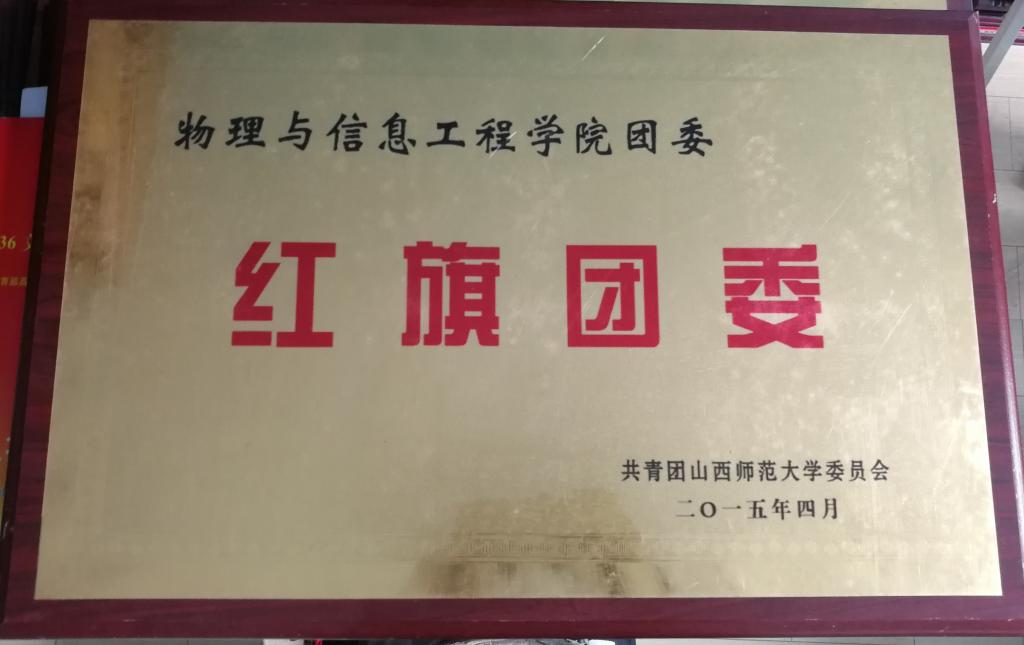 物理与信息工程学院团委
红旗团委
共青团山西师范大学委员会
二〇一五年四月
36